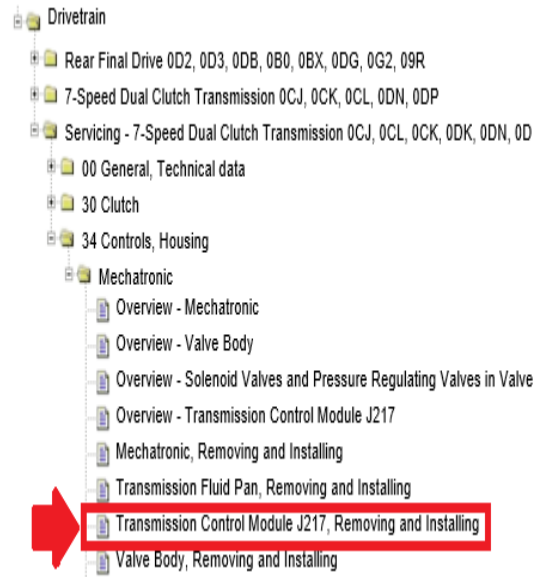 Drivetrain
Rear Final Drive 0D2, 0D3, 0DB, 0B0, 0BX, 0DG, 0G2, 09R
7-Speed Dual Clutch Transmission 0CJ, 0CK, 0CL, 0DN, 0DP
Servicing - 7-Speed Dual Clutch Transmission 0CJ, 0CL, 0CK, 0DK, 0DN, 0D
00 General, Technical data
30 Clutch
34 Controls, Housing
Mechatronic
Overview - Mechatronic
Overview - Valve Body
Overview - Solenoid Valves and Pressure Regulating Valves in Valve
Overview - Transmission Control Module J217
Mechatronic, Removing and Installing
Transmission Fluid Pan, Removing and Installing
Transmission Control Module J217, Removing and Installing
Valve Body, Removing and Installing